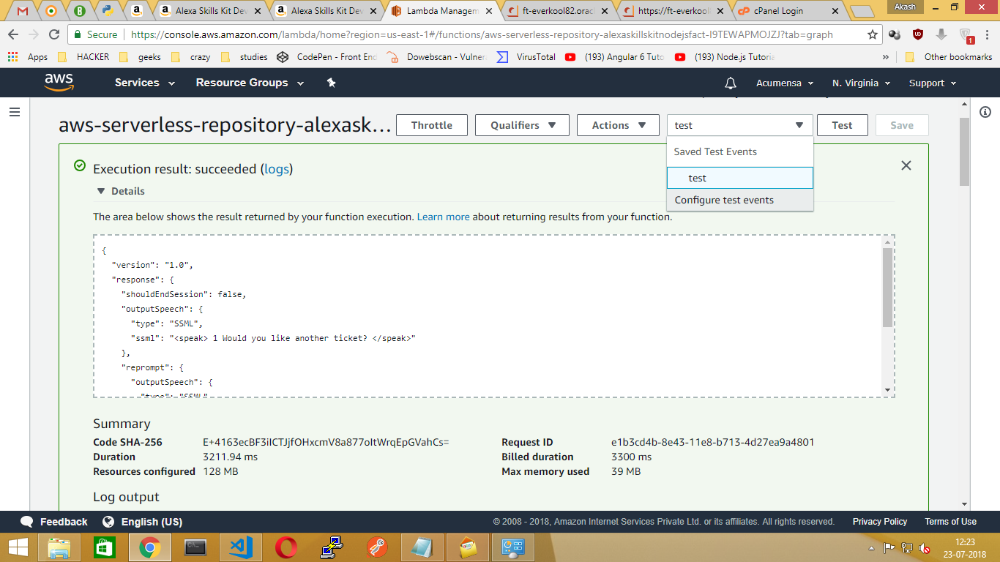 Akash
Alexa Skills Kit Dev
Alexa Skills Kit Dev
Lambda Managem
ft-everkool82.orac
https://ft-everkool
cPanel Login
Secure
https://console.aws.amazon.com/lambda/home?region=us-east-1#/functions/aws-serverless-repository-alexaskillskitnodejsfact-I9TEWAPMOJZJ?tab=graph
1
Apps
HACKER
geeks
crazy
studies
CodePen - Front End
Dowebscan - Vulner
VirusTotal
(193) Angular 6 Tuto
(193) Node.js Tutoria
»
Other bookmarks
aws
Services
Resource Groups
Acumensa
N. Virginia
Support
aws-serverless-repository-alexask...
Throttle
Qualifiers
Actions
test
Test
Save
Saved Test Events
test
Configure test events
Execution result: succeeded (logs)
Details
The area below shows the result returned by your function execution. Learn more about returning results from your function.
{
"version": "1.0",
"response": {
"shouldEndSession": false,
"outputSpeech": {
"type": "SSML",
"ssml": "<speak> 1 Would you like another ticket? </speak>"
},
"reprompt": {
"outputSpeech": {
"type": "SSML"
Summary
Code SHA-256 E+4163ecBF3iICTJjfOHxcmV8a877oItWrqEpGVahCs=
Request ID e1b3cd4b-8e43-11e8-b713-4d27ea9a4801
Duration 3211.94 ms
Billed duration 3300 ms
Resources configured 128 MB
Max memory used 39 MB
Log output
Feedback
English (US)
© 2008 - 2018, Amazon Internet Services Private Ltd. or its affiliates. All rights reserved.
Privacy Policy
Terms of Use
12:23
23-07-2018